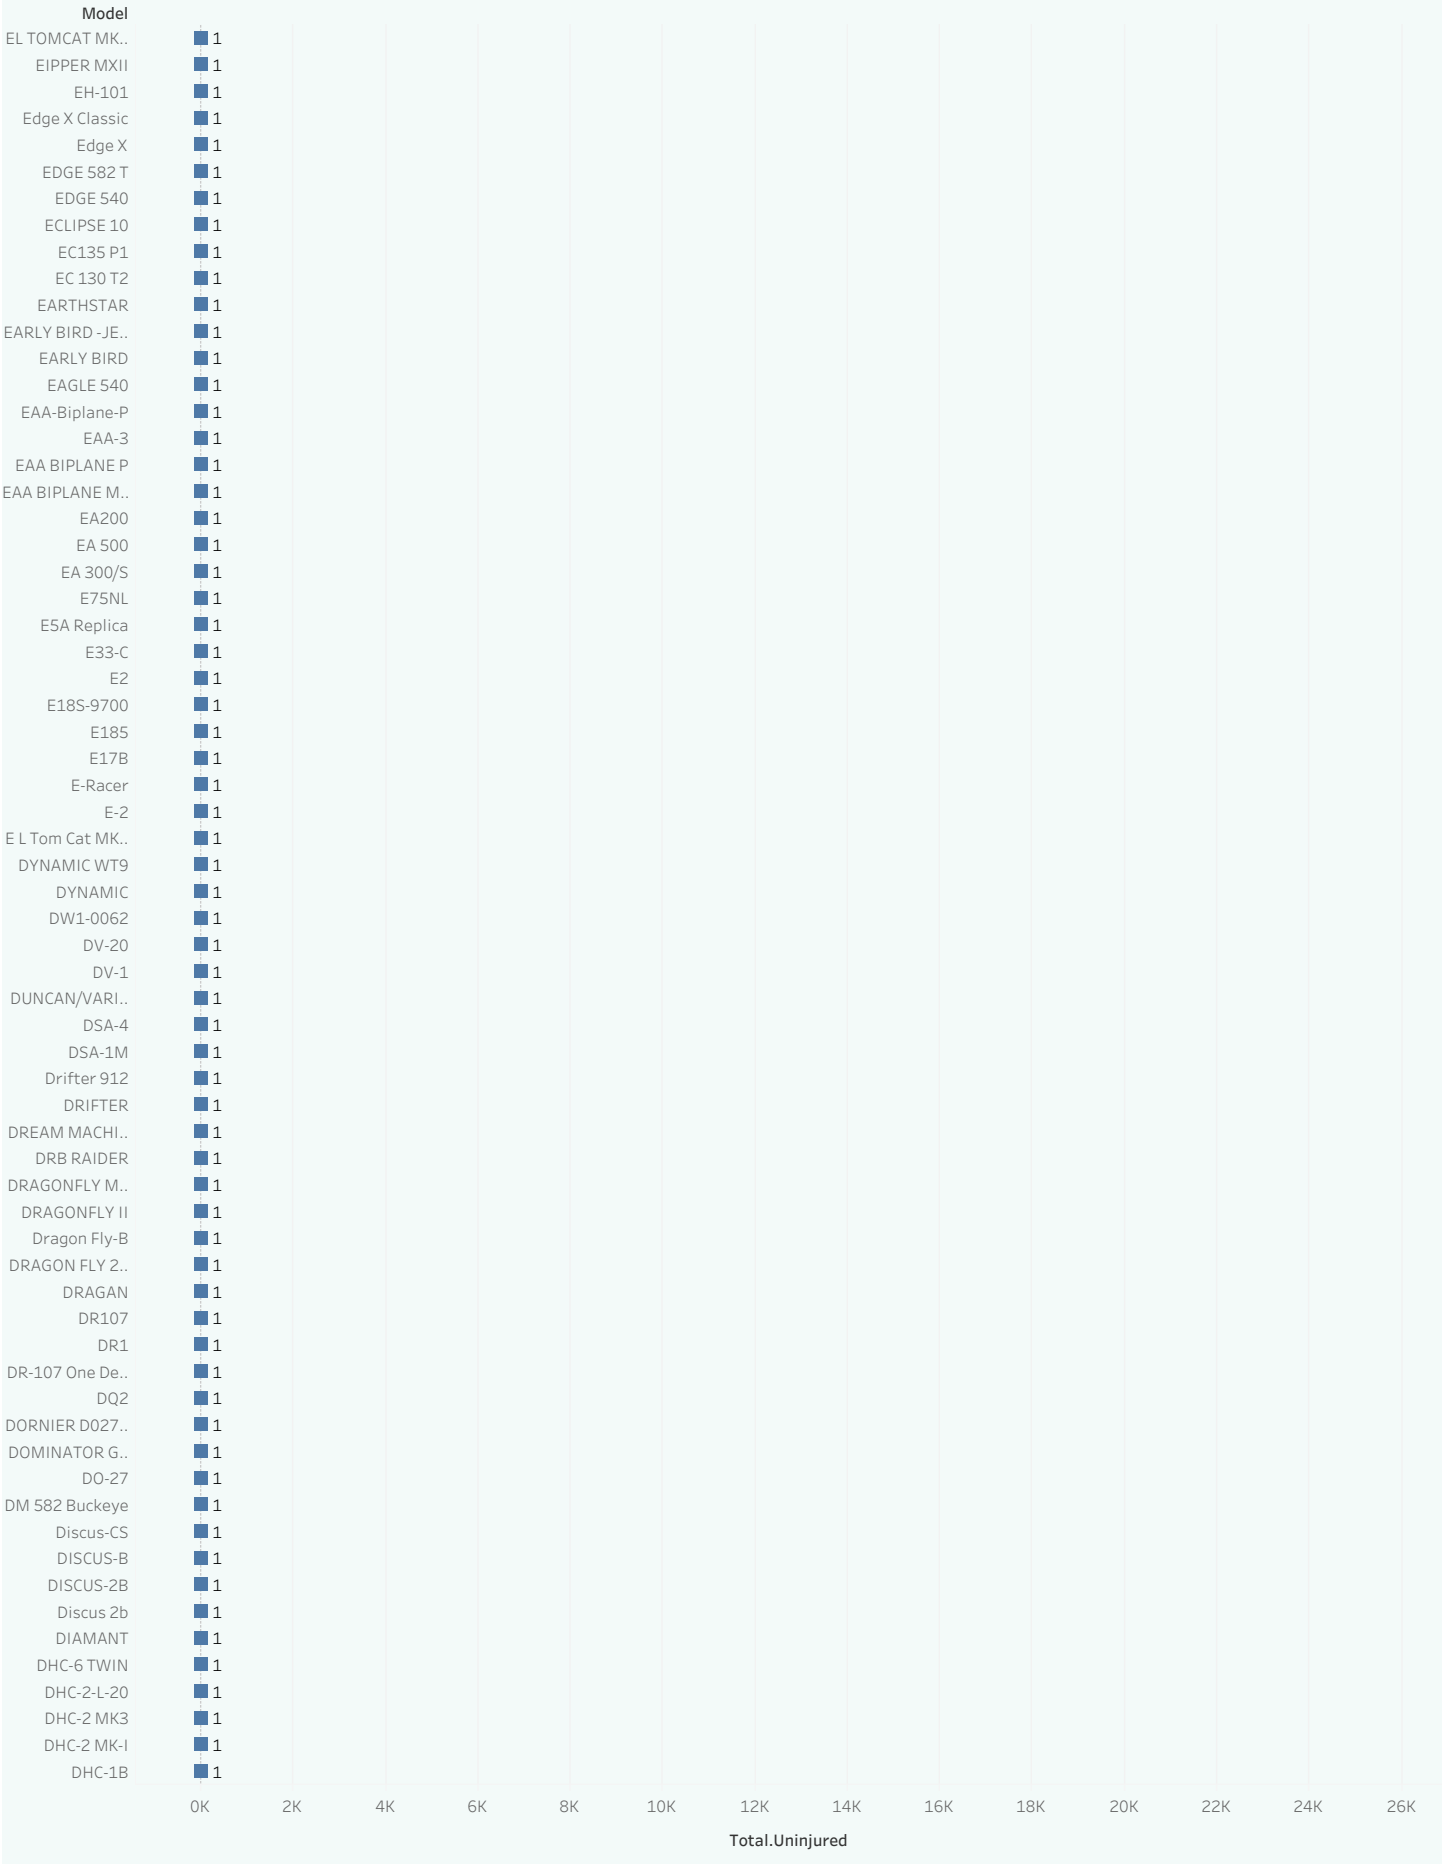 Model
EL TOMCAT MK.. 1
EIPPER MXII 1
EH-101 1
Edge X Classic 1
Edge X 1
EDGE 582 T 1
EDGE 540 1
ECLIPSE 10 1
EC135 P1 1
EC 130 T2 1
EARTHSTAR 1
EARLY BIRD -JE.. 1
EARLY BIRD 1
EAGLE 540 1
EAA-Biplane-P 1
EAA-3 1
EAA BIPLANE P 1
EAA BIPLANE M.. 1
EA200 1
EA 500 1
EA 300/S 1
E75NL 1
E5A Replica 1
E33-C 1
E2 1
E18S-9700 1
E185 1
E17B 1
E-Racer 1
E-2 1
E L Tom Cat MK.. 1
DYNAMIC WT9 1
DYNAMIC 1
DW1-0062 1
DV-20 1
DV-1 1
DUNCAN/VARI.. 1
DSA-4 1
DSA-1M 1
Drifter 912 1
DRIFTER 1
DREAM MACHI.. 1
DRB RAIDER 1
DRAGONFLY M.. 1
DRAGONFLY II 1
Dragon Fly-B 1
DRAGON FLY 2.. 1
DRAGAN 1
DR107 1
DR1 1
DR-107 One De.. 1
DQ2 1
DORNIER D027.. 1
DOMINATOR G.. 1
DO-27 1
DM 582 Buckeye 1
Discus-CS 1
DISCUS-B 1
DISCUS-2B 1
Discus 2b 1
DIAMANT 1
DHC-6 TWIN 1
DHC-2-L-20 1
DHC-2 MK3 1
DHC-2 MK-I 1
DHC-1B 1
0K 2K 4K 6K 8K 10K 12K 14K 16K 18K 20K 22K 24K 26K
Total.Uninjured